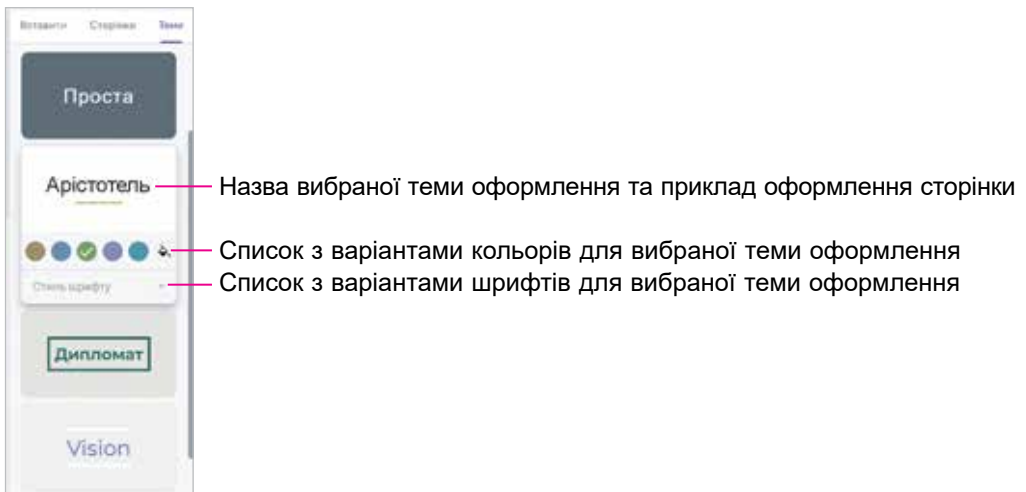 Вставити Сторінки Теми
Проста
Арістотель
Назва вибраної теми оформлення та приклад оформлення сторінки
Список з варіантами кольорів для вибраної теми оформлення
Стиль шрифту
Список з варіантами шрифтів для вибраної теми оформлення
Дипломат
Vision